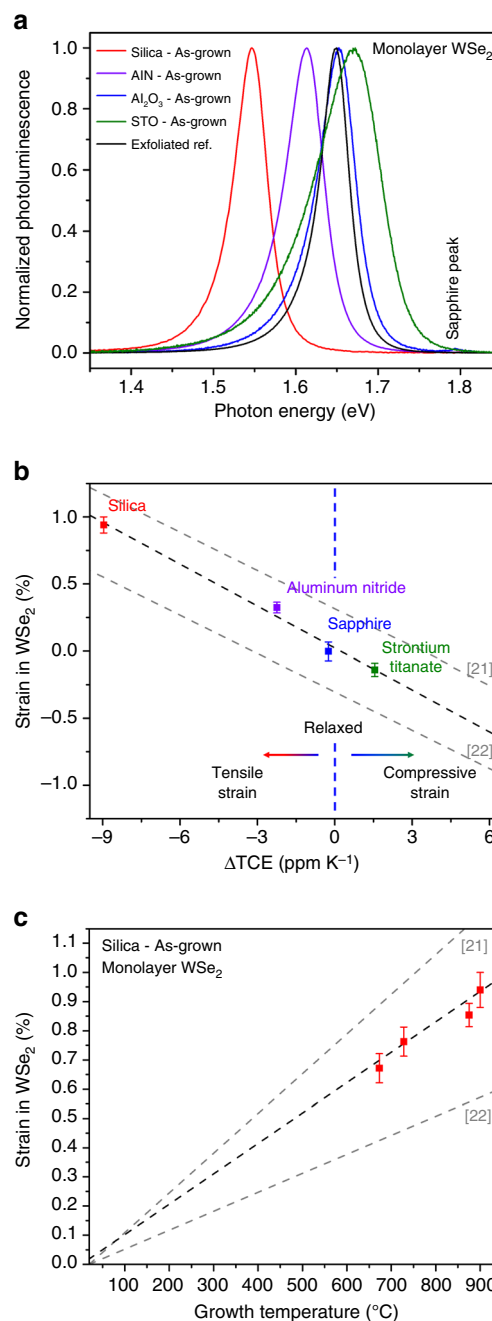 a
Normalized photoluminescence
1.0
0.8
0.6
0.4
0.2
0.0
Silica - As-grown
AlN - As-grown
Al₂O₃ - As-grown
STO - As-grown
Exfoliated ref.
Monolayer WSe₂
Sapphire peak
1.4 1.5 1.6 1.7 1.8
Photon energy (eV)
b
Strain in WSe₂ (%)
1.0
0.5
0.0
−0.5
−1.0
Silica
Aluminum nitride
Sapphire
Strontium
titanate
[21]
[22]
Relaxed
Tensile
strain
Compressive
strain
−9 −6 −3 0 3 6
ΔTCE (ppm K⁻¹)
c
Strain in WSe₂ (%)
1.1
1.0
0.9
0.8
0.7
0.6
0.5
0.4
0.3
0.2
0.1
0.0
Silica - As-grown
Monolayer WSe₂
[21]
[22]
100 200 300 400 500 600 700 800 900
Growth temperature (°C)